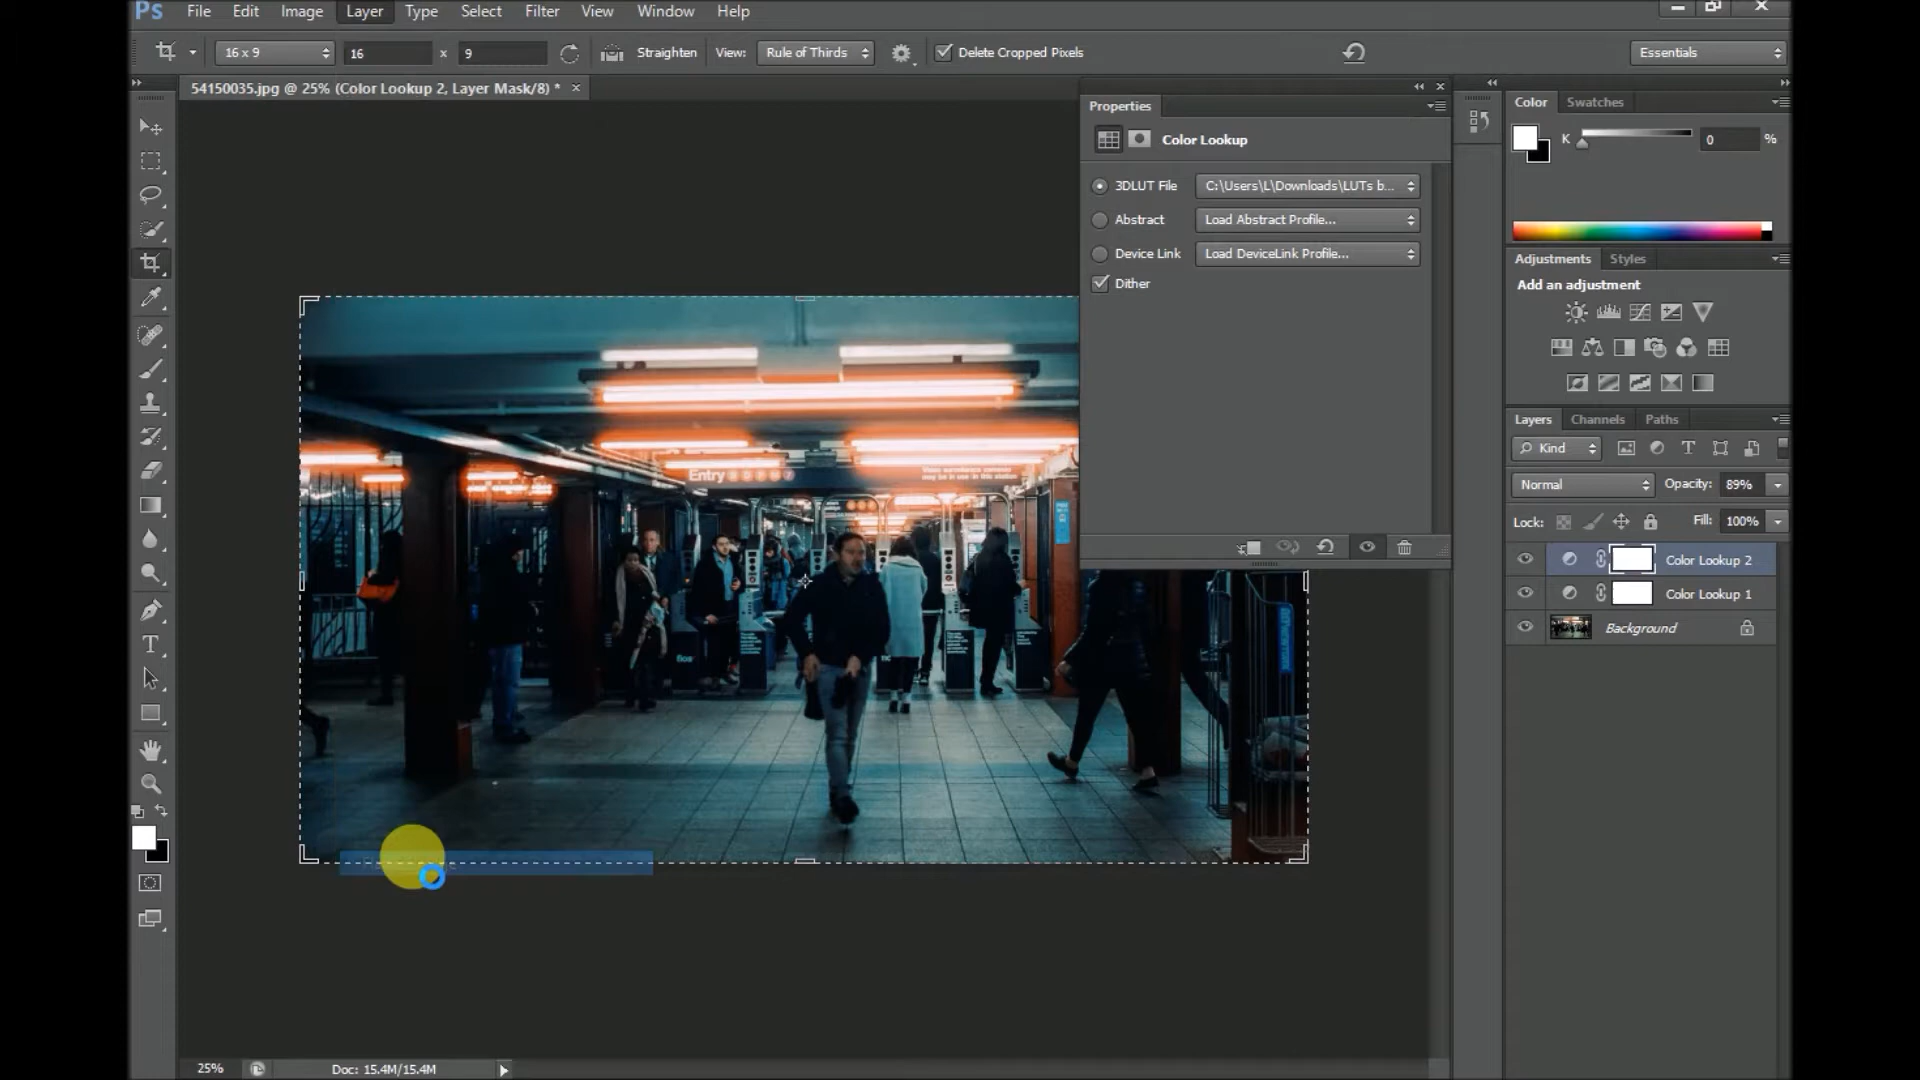 Ps File Edit Image Layer Type Select Filter View Window Help
16 x 9 16 x 9 Straighten View: Rule of Thirds Delete Cropped Pixels Essentials
54150035.jpg @ 25% (Color Lookup 2, Layer Mask/8) * ×
Properties
Color Lookup
3DLUT File C:\Users\L\Downloads\LUTs b...
Abstract Load Abstract Profile...
Device Link Load DeviceLink Profile...
Dither
Color Swatches
K 0 %
Adjustments Styles
Add an adjustment
Layers Channels Paths
Kind
Normal Opacity: 89%
Lock: Fill: 100%
Color Lookup 2
Color Lookup 1
Background
Entry
fios
25% Doc: 15.4M/15.4M